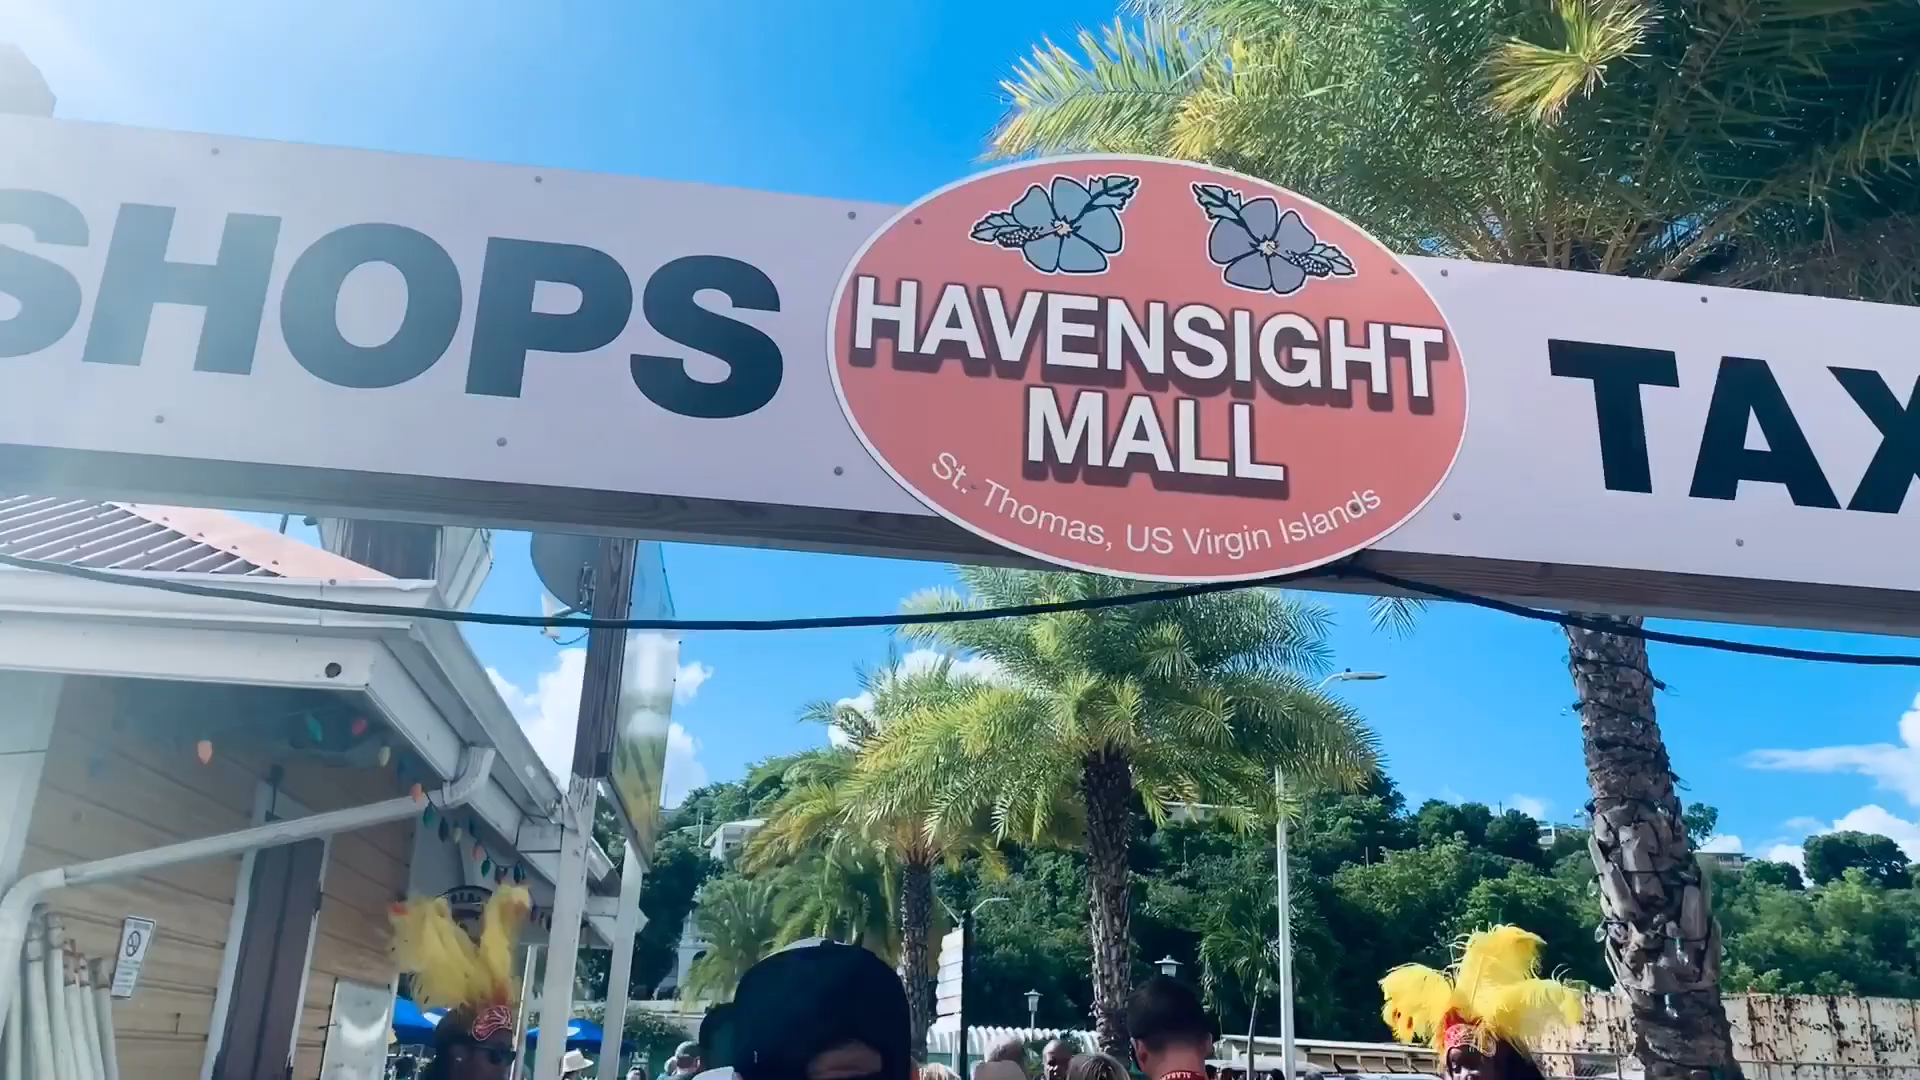 SHOPS
HAVENSIGHT
MALL
St. Thomas, US Virgin Islands
TAX